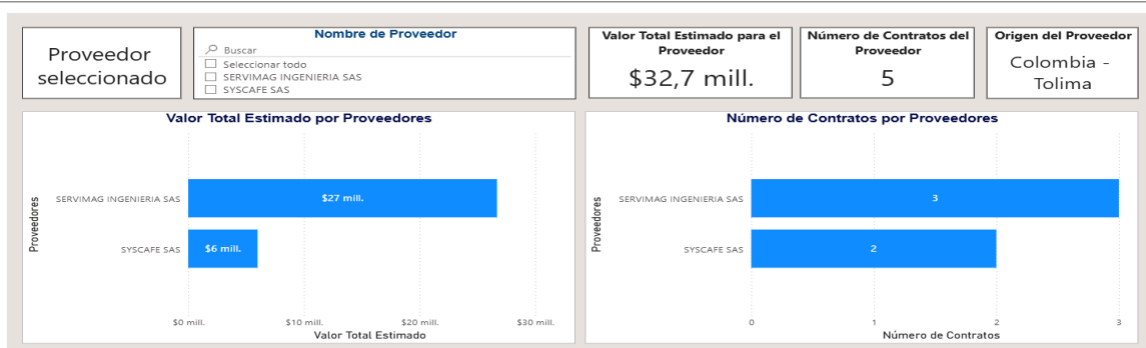 Proveedor
seleccionado
Nombre de Proveedor
Buscar
Seleccionar todo
SERVIMAG INGENIERIA SAS
SYSCAFE SAS
Valor Total Estimado para el
Proveedor
$32,7 mill.
Número de Contratos del
Proveedor
5
Origen del Proveedor
Colombia -
Tolima
Valor Total Estimado por Proveedores
Proveedores
SERVIMAG INGENIERIA SAS
$27 mill.
SYSCAFE SAS
$6 mill.
$0 mill. $10 mill. $20 mill. $30 mill.
Valor Total Estimado
Número de Contratos por Proveedores
Proveedores
SERVIMAG INGENIERIA SAS
3
SYSCAFE SAS
2
0 1 2 3
Número de Contratos